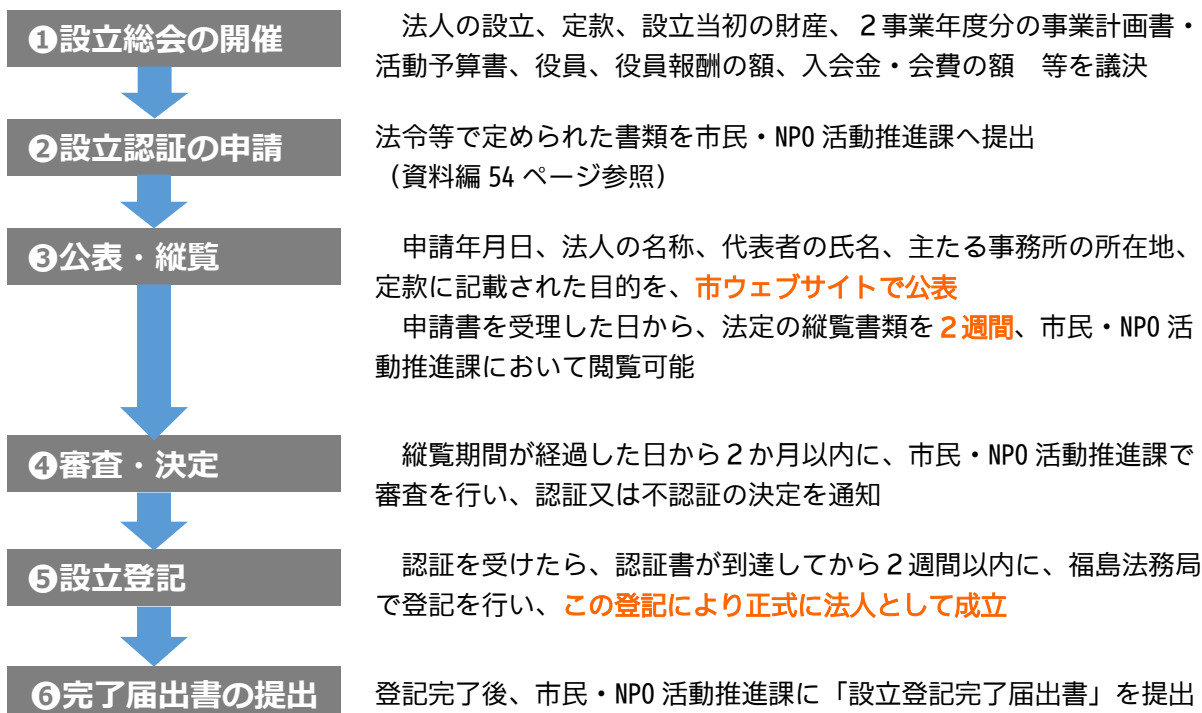 ❶設立総会の開催
法人の設立、定款、設立当初の財産、２事業年度分の事業計画書・
活動予算書、役員、役員報酬の額、入会金・会費の額　等を議決
❷設立認証の申請
法令等で定められた書類を市民・NPO 活動推進課へ提出
（資料編 54 ページ参照）
❸公表・縦覧
申請年月日、法人の名称、代表者の氏名、主たる事務所の所在地、
定款に記載された目的を、市ウェブサイトで公表
申請書を受理した日から、法定の縦覧書類を２週間、市民・NPO 活
動推進課において閲覧可能
❹審査・決定
縦覧期間が経過した日から２か月以内に、市民・NPO 活動推進課で
審査を行い、認証又は不認証の決定を通知
❺設立登記
認証を受けたら、認証書が到達してから２週間以内に、福島法務局
で登記を行い、この登記により正式に法人として成立
❻完了届出書の提出
登記完了後、市民・NPO 活動推進課に「設立登記完了届出書」を提出